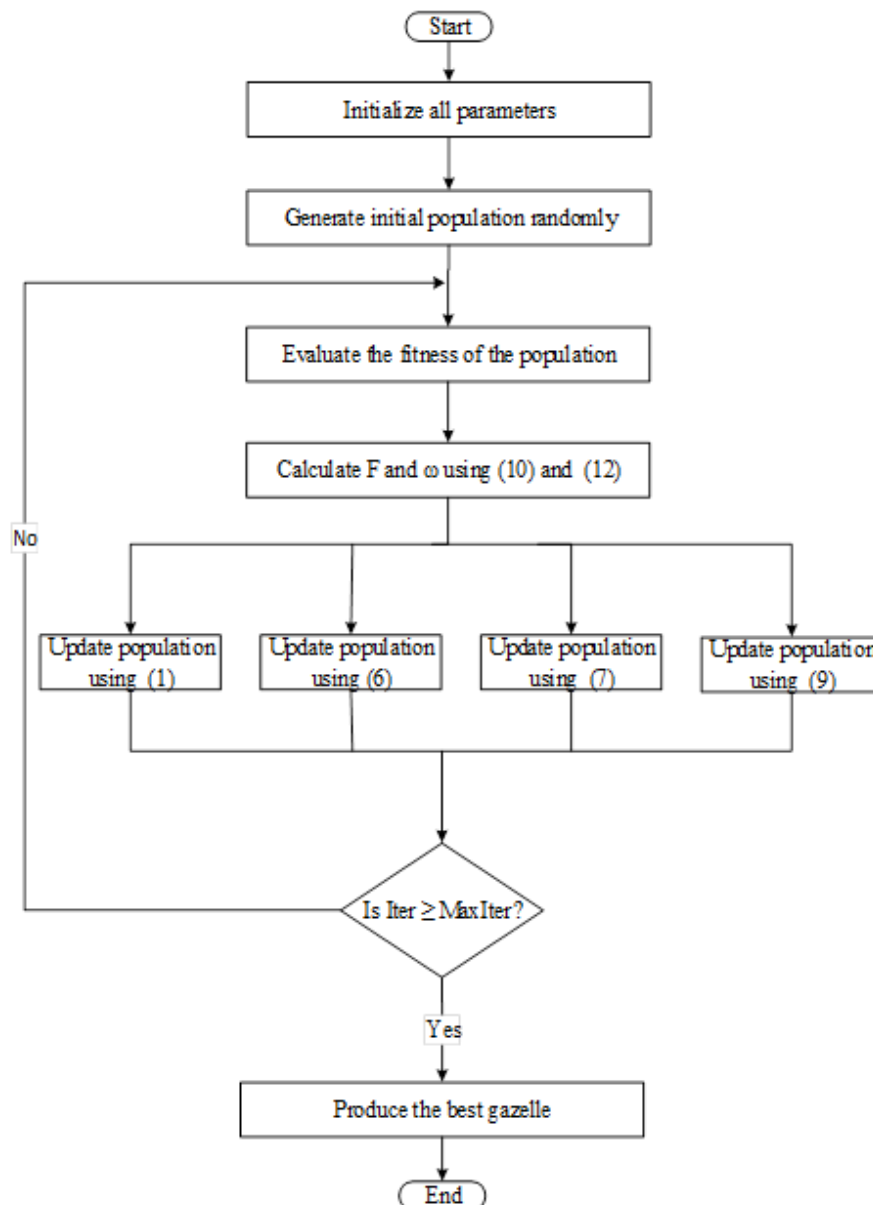 Start
Initialize all parameters
Generate initial population randomly
Evaluate the fitness of the population
Calculate F and ω using (10) and (12)
No
Update population
using (1)
Update population
using (6)
Update population
using (7)
Update population
using (9)
Is Iter ≥ MaxIter?
Yes
Produce the best gazelle
End